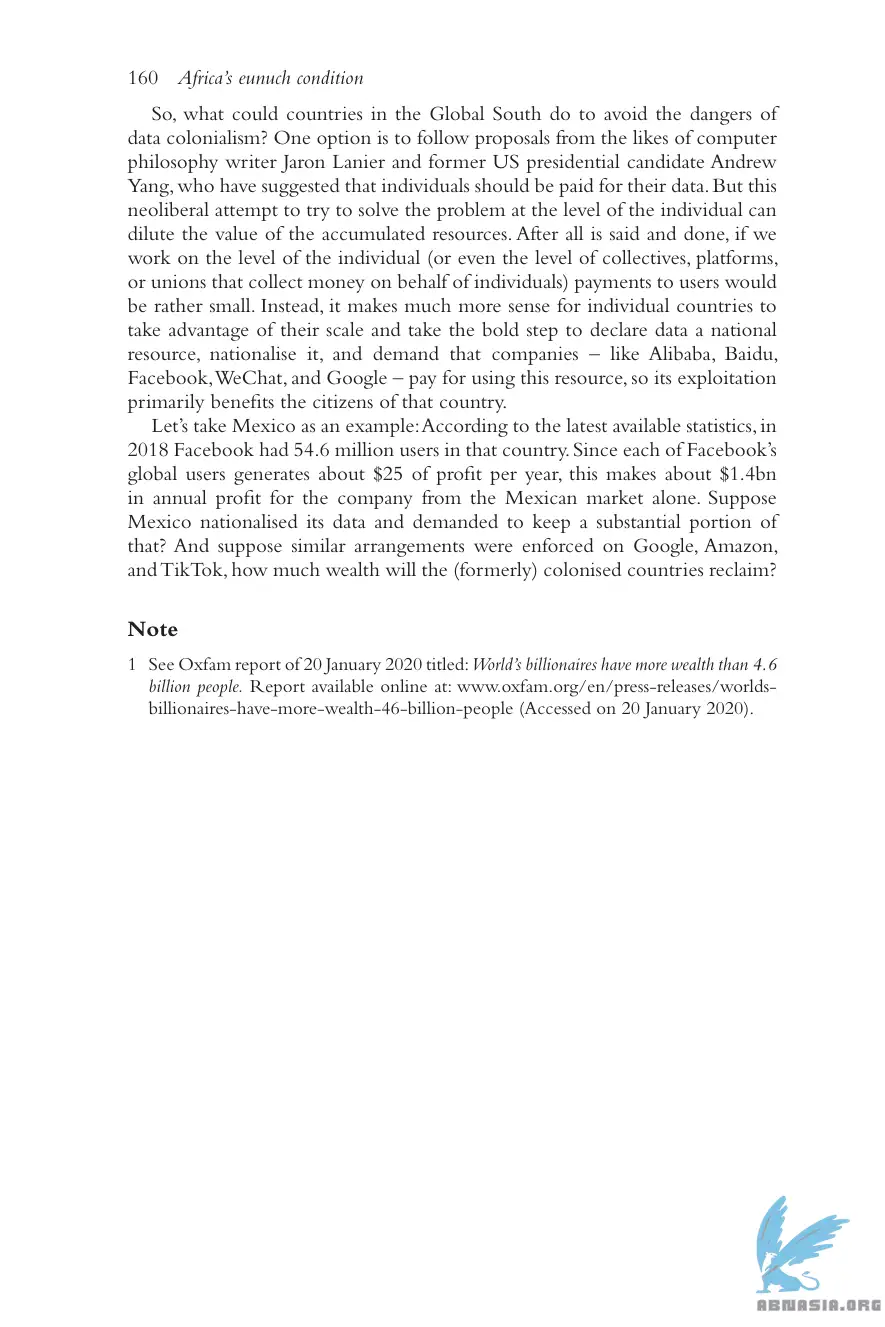 160 Africa’s eunuch condition
So, what could countries in the Global South do to avoid the dangers of
data colonialism? One option is to follow proposals from the likes of computer
philosophy writer Jaron Lanier and former US presidential candidate Andrew
Yang, who have suggested that individuals should be paid for their data. But this
neoliberal attempt to try to solve the problem at the level of the individual can
dilute the value of the accumulated resources. After all is said and done, if we
work on the level of the individual (or even the level of collectives, platforms,
or unions that collect money on behalf of individuals) payments to users would
be rather small. Instead, it makes much more sense for individual countries to
take advantage of their scale and take the bold step to declare data a national
resource, nationalise it, and demand that companies – like Alibaba, Baidu,
Facebook, WeChat, and Google – pay for using this resource, so its exploitation
primarily benefits the citizens of that country.
Let’s take Mexico as an example: According to the latest available statistics, in
2018 Facebook had 54.6 million users in that country. Since each of Facebook’s
global users generates about $25 of profit per year, this makes about $1.4bn
in annual profit for the company from the Mexican market alone. Suppose
Mexico nationalised its data and demanded to keep a substantial portion of
that? And suppose similar arrangements were enforced on Google, Amazon,
and TikTok, how much wealth will the (formerly) colonised countries reclaim?
Note
1 See Oxfam report of 20 January 2020 titled: World’s billionaires have more wealth than 4.6
billion people. Report available online at: www.oxfam.org/en/press-releases/worlds-
billionaires-have-more-wealth-46-billion-people (Accessed on 20 January 2020).
ABNASIA.ORG